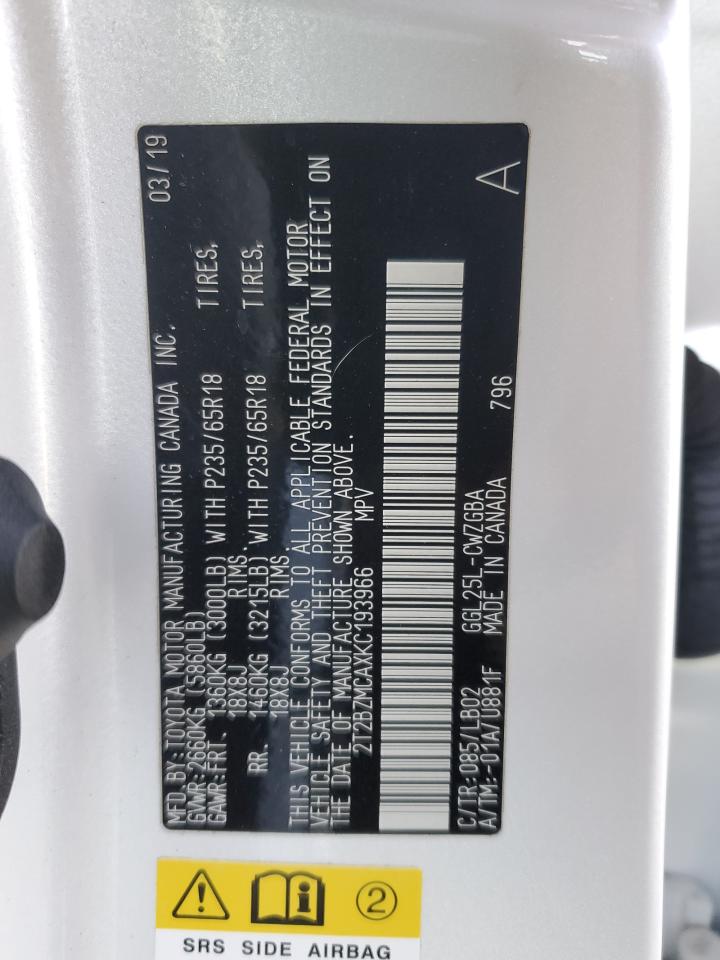 MFD.BY:TOYOTA MOTOR MANUFACTURING CANADA INC. 03/19
GVWR:2660KG (5860LB)
GAWR:FRT 1360KG (3000LB) WITH P235/65R18 TIRES,
18X8J RIMS.
RR. 1460KG (3215LB) WITH P235/65R18 TIRES,
18X8J RIMS.
THIS VEHICLE CONFORMS TO ALL APPLICABLE FEDERAL MOTOR
VEHICLE SAFETY AND THEFT PREVENTION STANDARDS IN EFFECT ON
THE DATE OF MANUFACTURE SHOWN ABOVE.
2T2BZMCAXKC193966 MPV
C/TR:085/LB02 GGL25L-CWZGBA
A/TM:-01A/U881F MADE IN CANADA 796
A
2
SRS SIDE AIRBAG